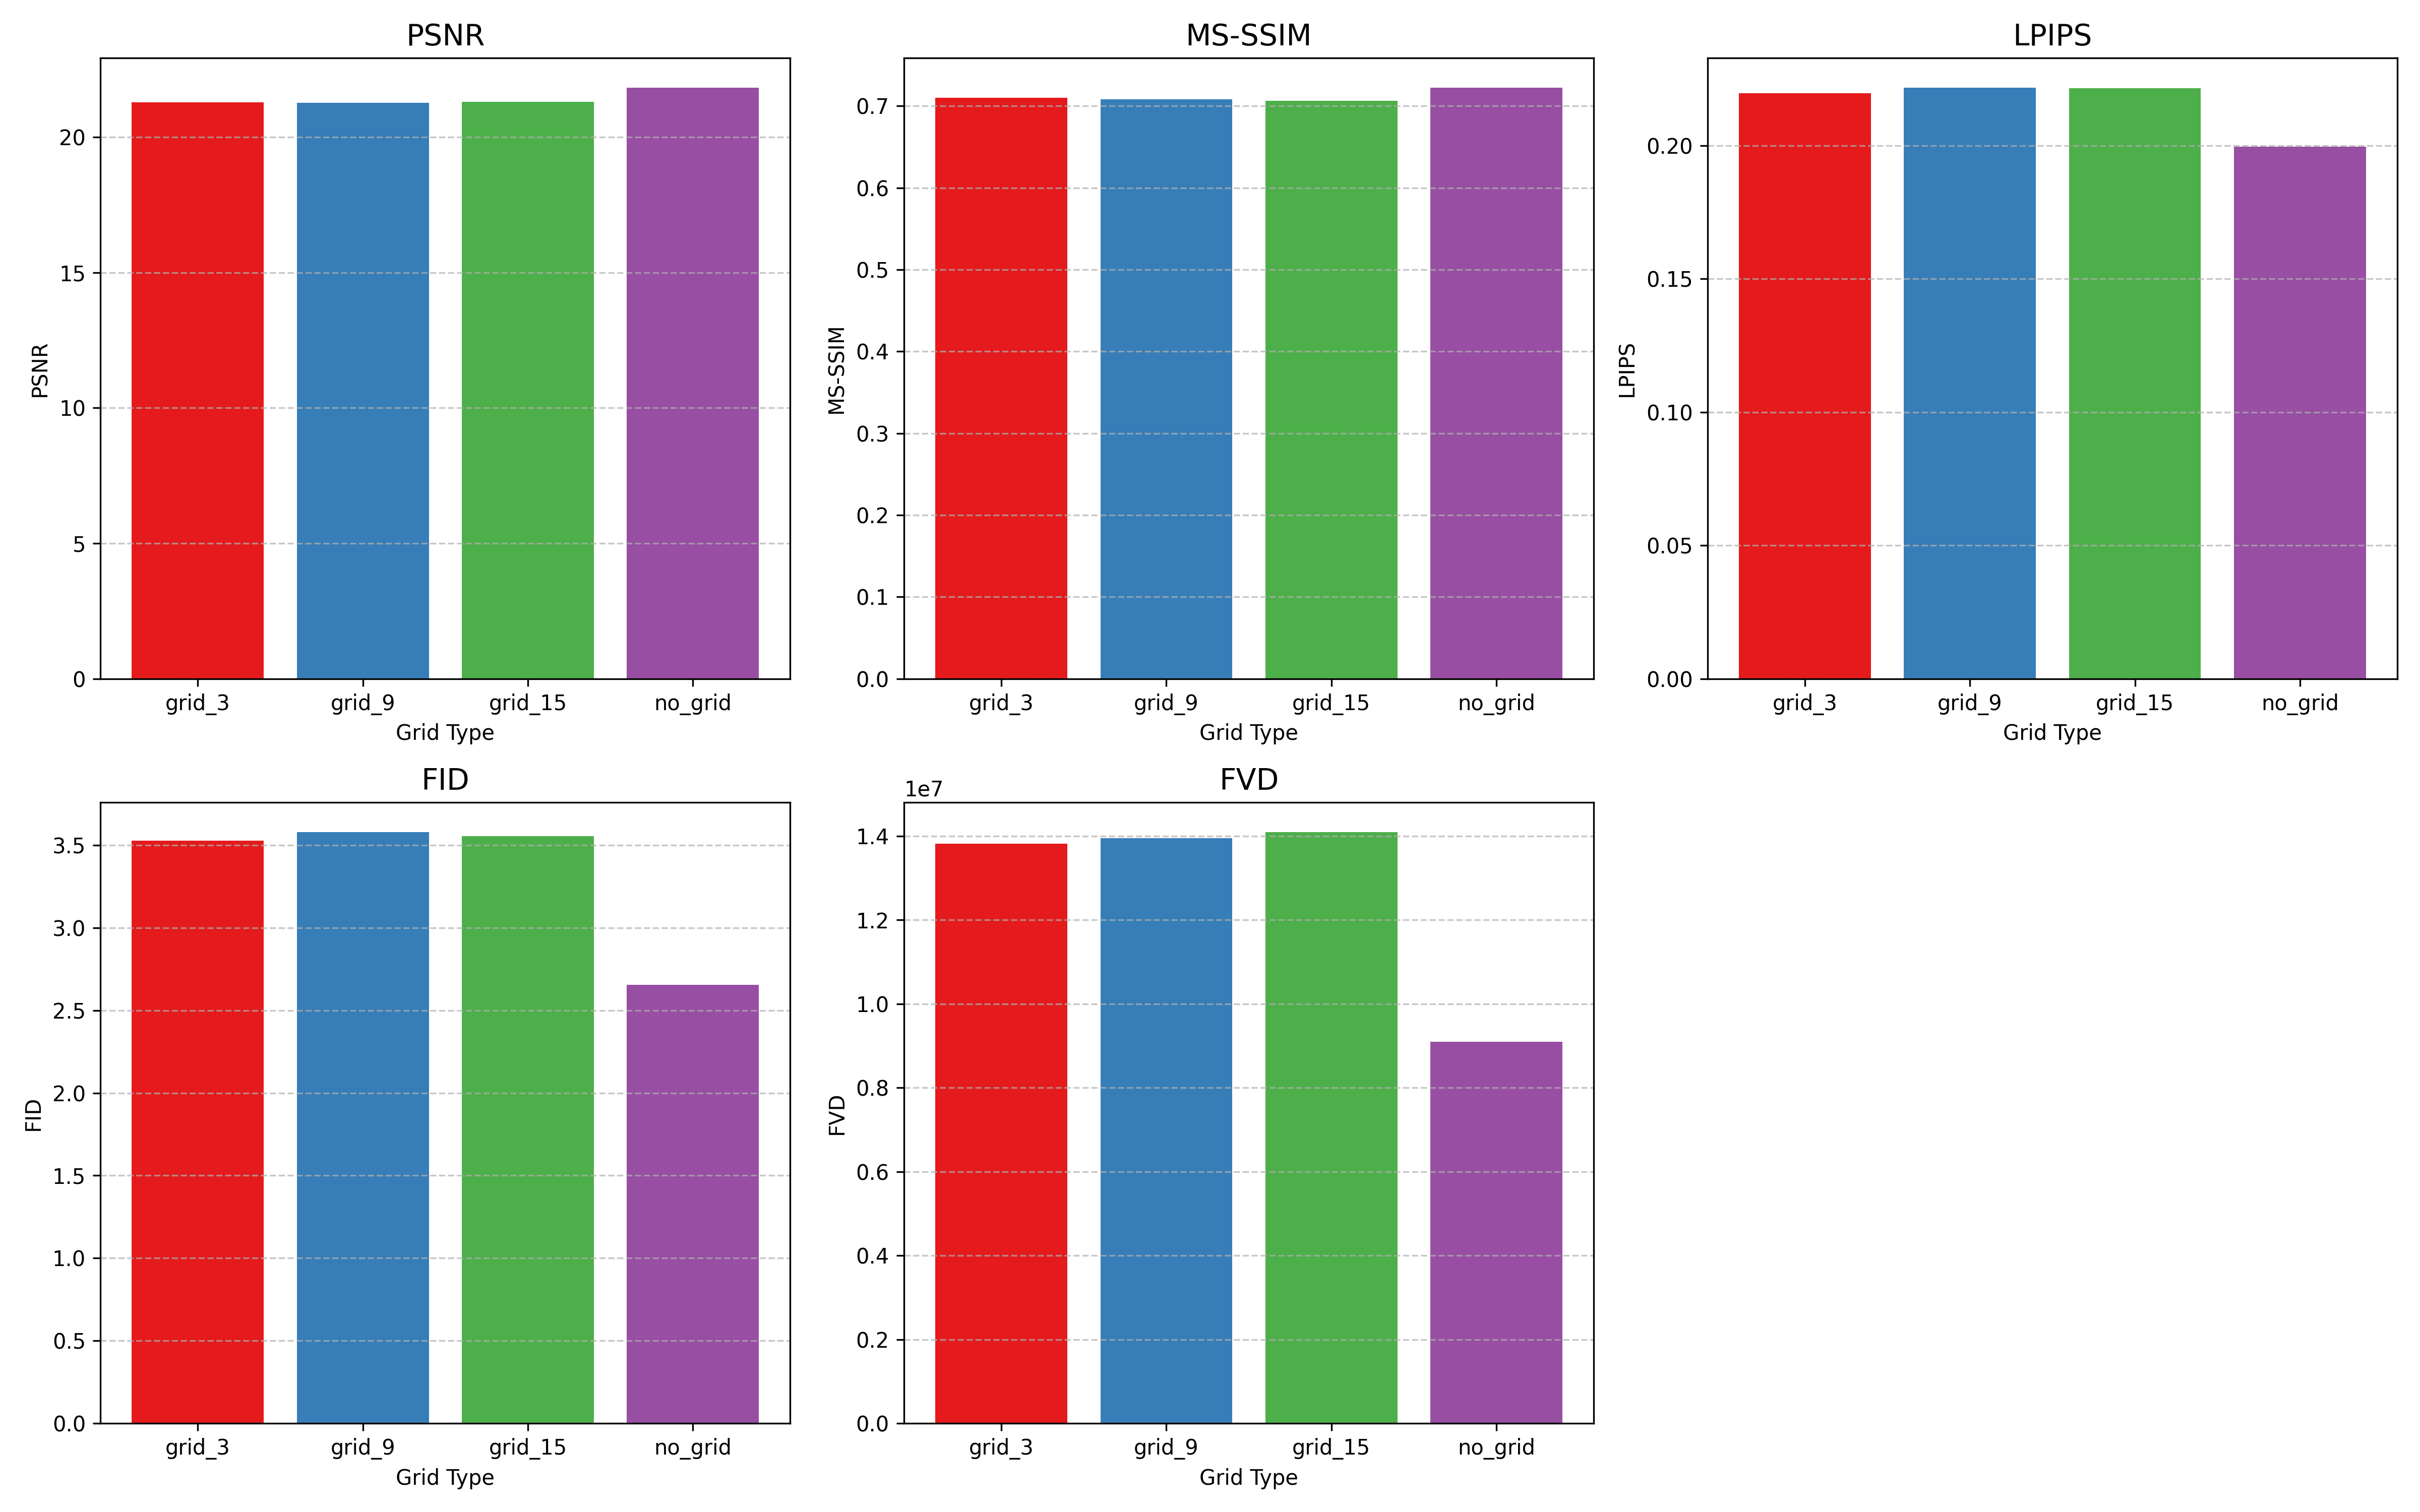 PSNR
PSNR
20
15
10
5
0
grid_3 grid_9 grid_15 no_grid
Grid Type
MS-SSIM
MS-SSIM
0.7
0.6
0.5
0.4
0.3
0.2
0.1
0.0
grid_3 grid_9 grid_15 no_grid
Grid Type
LPIPS
LPIPS
0.20
0.15
0.10
0.05
0.00
grid_3 grid_9 grid_15 no_grid
Grid Type
FID
FID
3.5
3.0
2.5
2.0
1.5
1.0
0.5
0.0
grid_3 grid_9 grid_15 no_grid
Grid Type
FVD
1e7
FVD
1.4
1.2
1.0
0.8
0.6
0.4
0.2
0.0
grid_3 grid_9 grid_15 no_grid
Grid Type